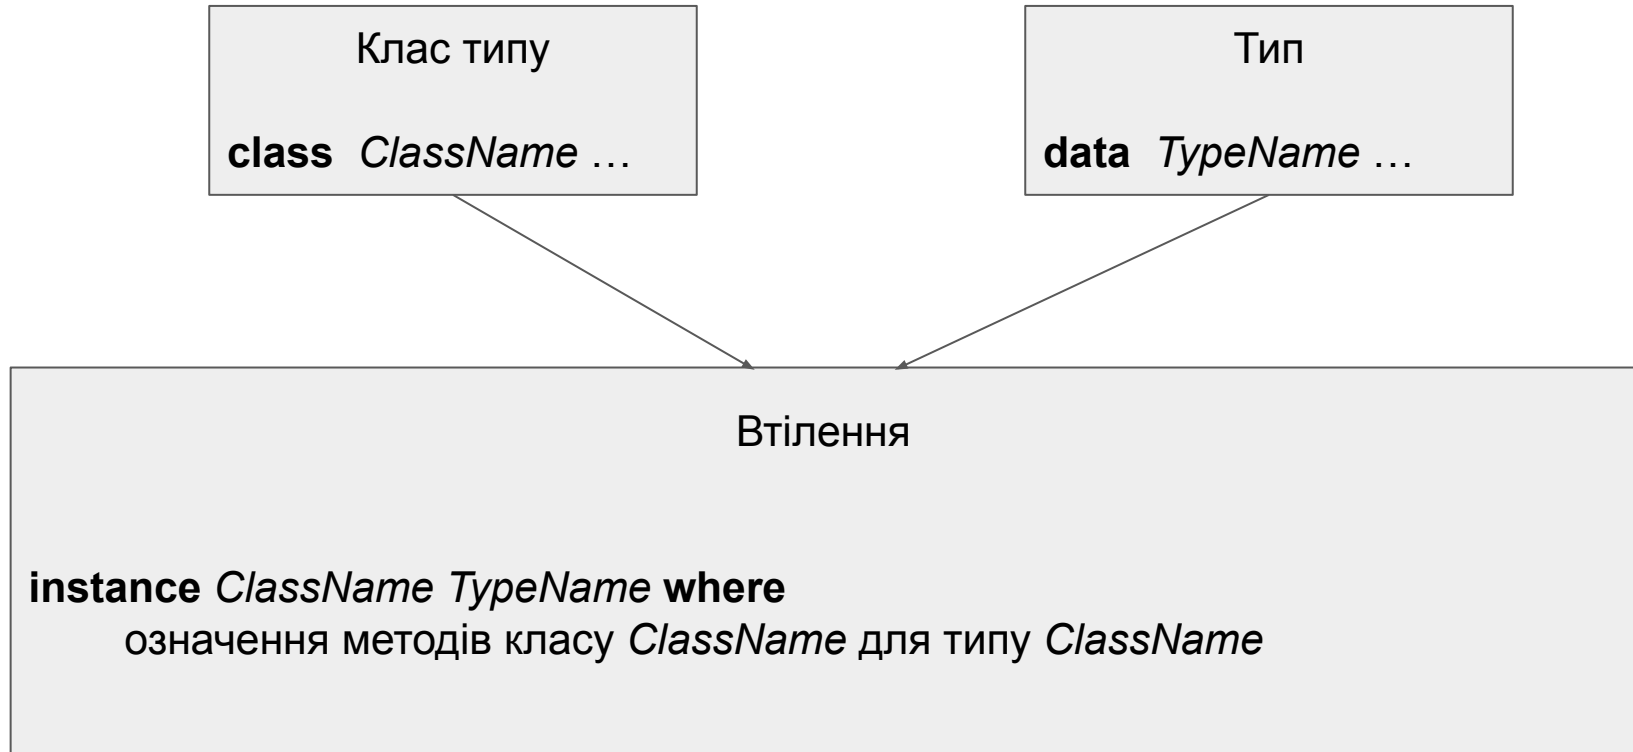 Клас типу
class ClassName …
Тип
data TypeName …
Втілення
instance ClassName TypeName where
означення методів класу ClassName для типу ClassName